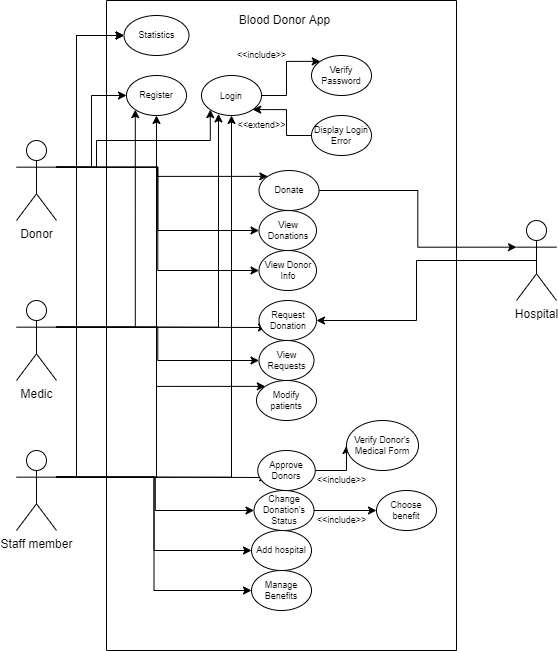 Blood Donor App
Statistics
<<include>>
Verify
Password
Register
Login
<<extend>>
Display Login
Error
Donor
Donate
View
Donations
View Donor
Info
Hospital
Request
Donation
View
Requests
Medic
Modify
patients
Verify Donor's
Medical Form
Approve
Donors
<<include>>
Change
Donation's
Status
Choose
benefit
<<include>>
Staff member
Add hospital
Manage
Benefits